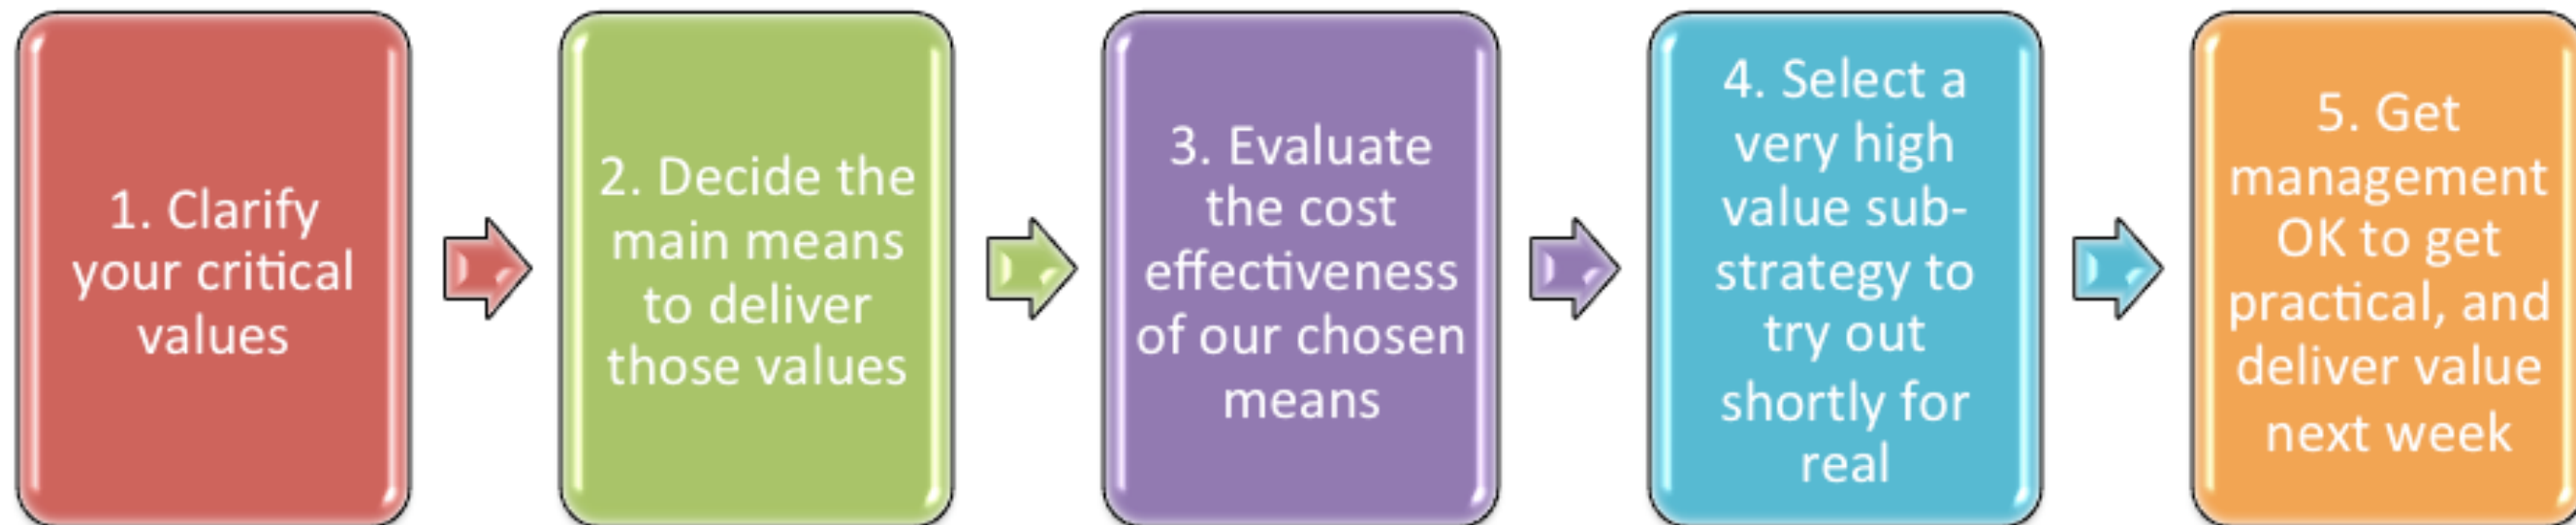 1. Clarify
your critical
values
2. Decide the
main means
to deliver
those values
3. Evaluate
the cost
effectiveness
of our chosen
means
4. Select a
very high
value sub-
strategy to
try out
shortly for
real
5. Get
management
OK to get
practical, and
deliver value
next week